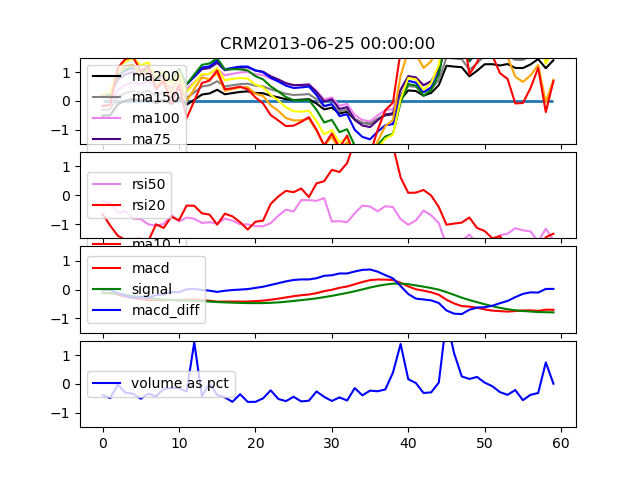 CRM2013-06-25 00:00:00
1
0
−1
ma200
ma150
ma100
ma75
1
0
−1
rsi50
rsi20
ma10
1
0
−1
macd
signal
macd_diff
1
0
−1
volume as pct
0 10 20 30 40 50 60